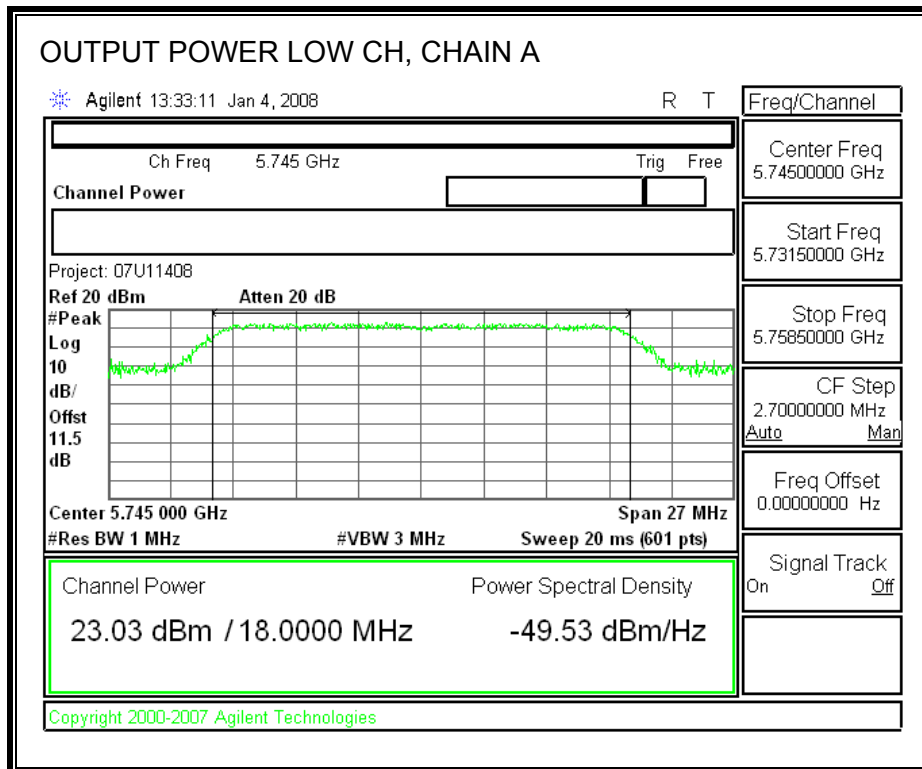 OUTPUT POWER LOW CH, CHAIN A
Agilent 13:33:11 Jan 4, 2008 R T
Freq/Channel
Ch Freq 5.745 GHz Trig Free
Channel Power
Center Freq
5.74500000 GHz
Start Freq
5.73150000 GHz
Stop Freq
5.75850000 GHz
CF Step
2.70000000 MHz
Auto Man
Freq Offset
0.00000000 Hz
Signal Track
On Off
Project: 07U11408
Ref 20 dBm Atten 20 dB
#Peak
Log
10
dB/
Offst
11.5
dB
Center 5.745 000 GHz Span 27 MHz
#Res BW 1 MHz #VBW 3 MHz Sweep 20 ms (601 pts)
Channel Power Power Spectral Density
23.03 dBm / 18.0000 MHz -49.53 dBm/Hz
Copyright 2000-2007 Agilent Technologies